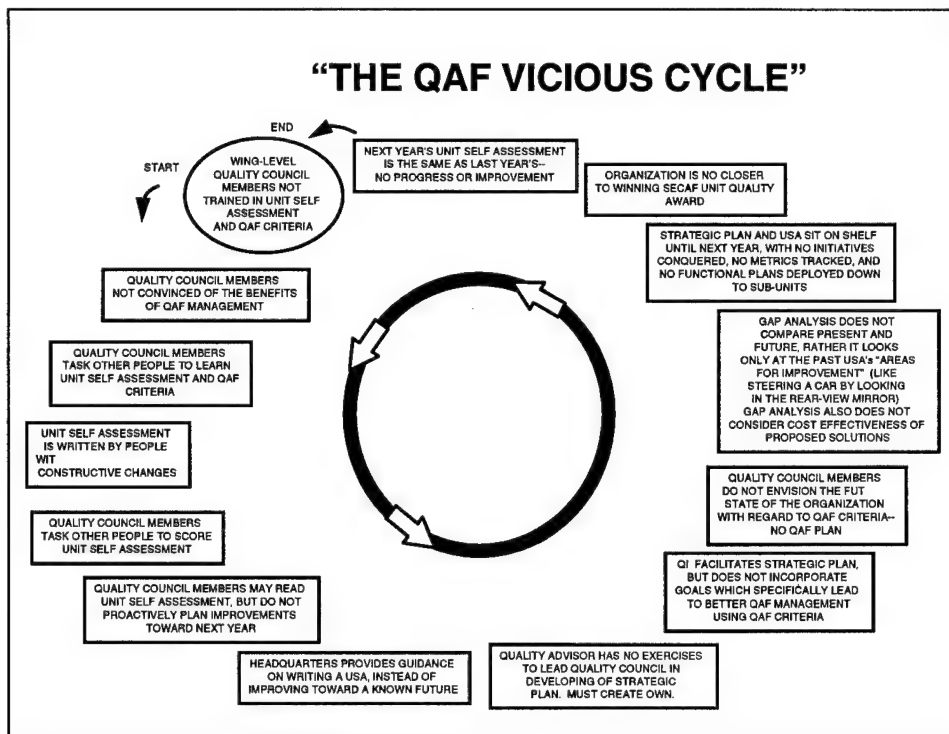 “THE QAF VICIOUS CYCLE”
END
START
WING-LEVEL
QUALITY COUNCIL
MEMBERS NOT
TRAINED IN UNIT SELF
ASSESSMENT
AND QAF CRITERIA
QUALITY COUNCIL MEMBERS
NOT CONVINCED OF THE BENEFITS
OF QAF MANAGEMENT
QUALITY COUNCIL MEMBERS
TASK OTHER PEOPLE TO LEARN
UNIT SELF ASSESSMENT AND QAF
CRITERIA
UNIT SELF ASSESSMENT
IS WRITTEN BY PEOPLE
WIT
CONSTRUCTIVE CHANGES
QUALITY COUNCIL MEMBERS
TASK OTHER PEOPLE TO SCORE
UNIT SELF ASSESSMENT
QUALITY COUNCIL MEMBERS MAY READ
UNIT SELF ASSESSMENT, BUT DO NOT
PROACTIVELY PLAN IMPROVEMENTS
TOWARD NEXT YEAR
HEADQUARTERS PROVIDES GUIDANCE
ON WRITING A USA, INSTEAD OF
IMPROVING TOWARD A KNOWN FUTURE
QUALITY ADVISOR HAS NO EXERCISES
TO LEAD QUALITY COUNCIL IN
DEVELOPING OF STRATEGIC
PLAN. MUST CREATE OWN.
QI FACILITATES STRATEGIC PLAN,
BUT DOES NOT INCORPORATE
GOALS WHICH SPECIFICALLY LEAD
TO BETTER QAF MANAGEMENT
USING QAF CRITERIA
QUALITY COUNCIL MEMBERS
DO NOT ENVISION THE FUT
STATE OF THE ORGANIZATION
WITH REGARD TO QAF CRITERIA--
NO QAF PLAN
GAP ANALYSIS DOES NOT
COMPARE PRESENT AND
FUTURE, RATHER IT LOOKS
ONLY AT THE PAST USA's "AREAS
FOR IMPROVEMENT" (LIKE
STEERING A CAR BY LOOKING
IN THE REAR-VIEW MIRROR)
GAP ANALYSIS ALSO DOES NOT
CONSIDER COST EFFECTIVENESS OF
PROPOSED SOLUTIONS
STRATEGIC PLAN AND USA SIT ON SHELF
UNTIL NEXT YEAR, WITH NO INITIATIVES
CONQUERED, NO METRICS TRACKED, AND
NO FUNCTIONAL PLANS DEPLOYED DOWN
TO SUB-UNITS
ORGANIZATION IS NO CLOSER
TO WINNING SECAF UNIT QUALITY
AWARD
NEXT YEAR'S UNIT SELF ASSESSMENT
IS THE SAME AS LAST YEAR'S--
NO PROGRESS OR IMPROVEMENT